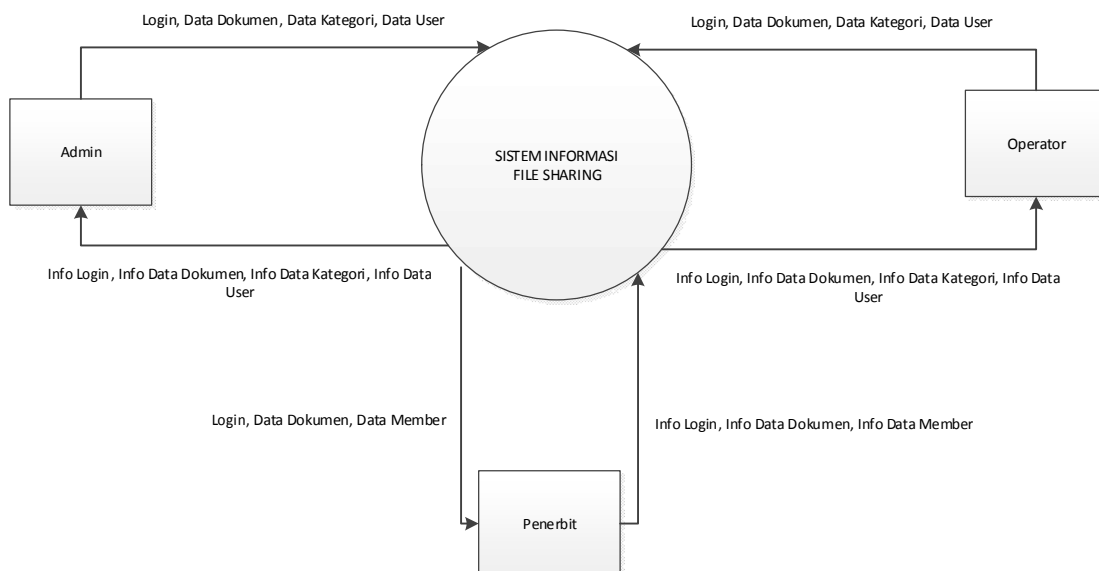 Login, Data Dokumen, Data Kategori, Data User
Login, Data Dokumen, Data Kategori, Data User
Admin
SISTEM INFORMASI
FILE SHARING
Operator
Info Login, Info Data Dokumen, Info Data Kategori, Info Data
User
Info Login, Info Data Dokumen, Info Data Kategori, Info Data
User
Login, Data Dokumen, Data Member
Info Login, Info Data Dokumen, Info Data Member
Penerbit